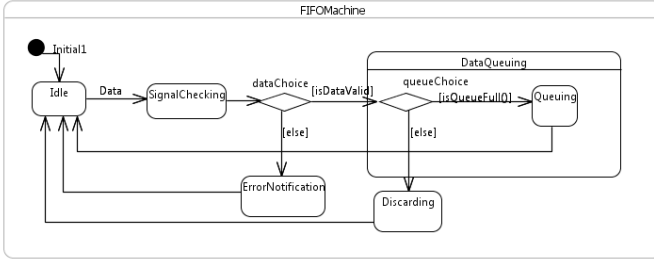 FIFOMachine
Initial1
DataQueuing
dataChoice
queueChoice
Idle
Data
SignalChecking
[isDataValid]
[isQueueFull()]
Queuing
[else]
[else]
ErrorNotification
Discarding